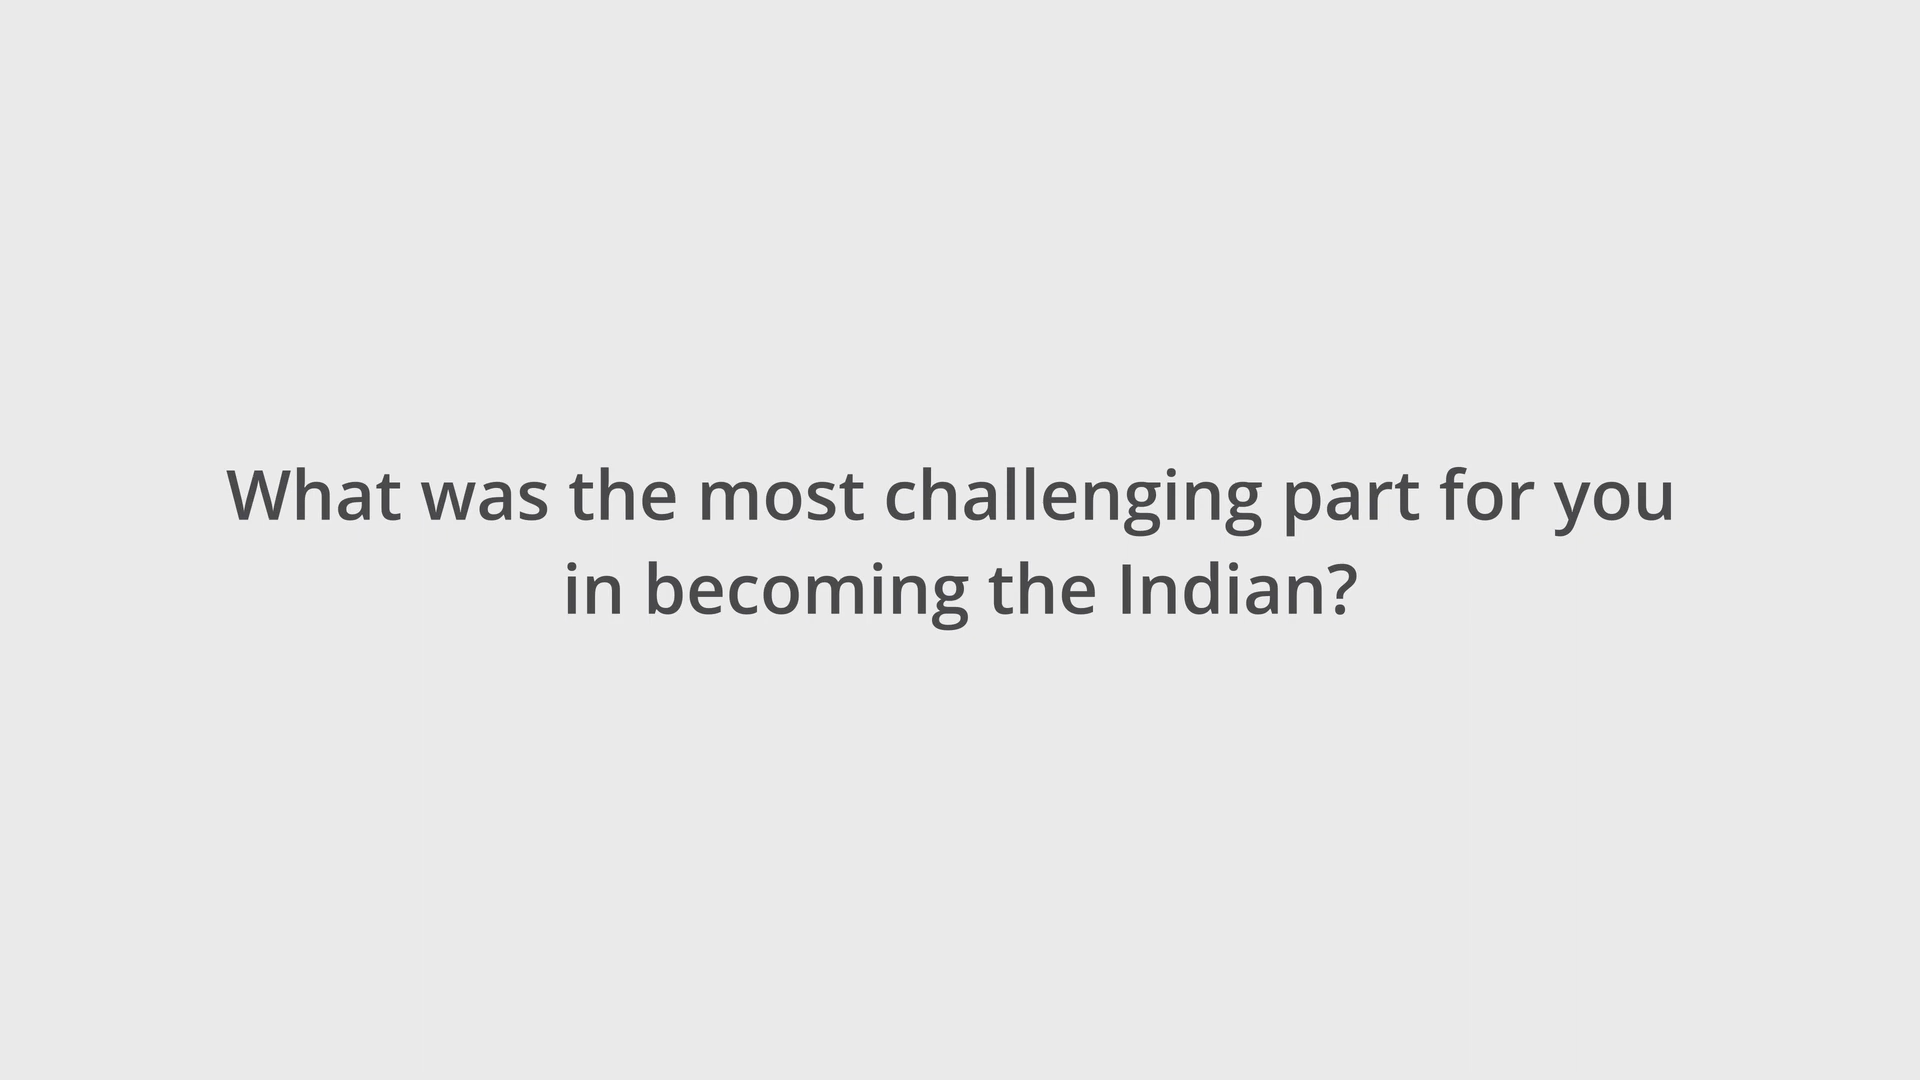 What was the most challenging part for you
in becoming the Indian?